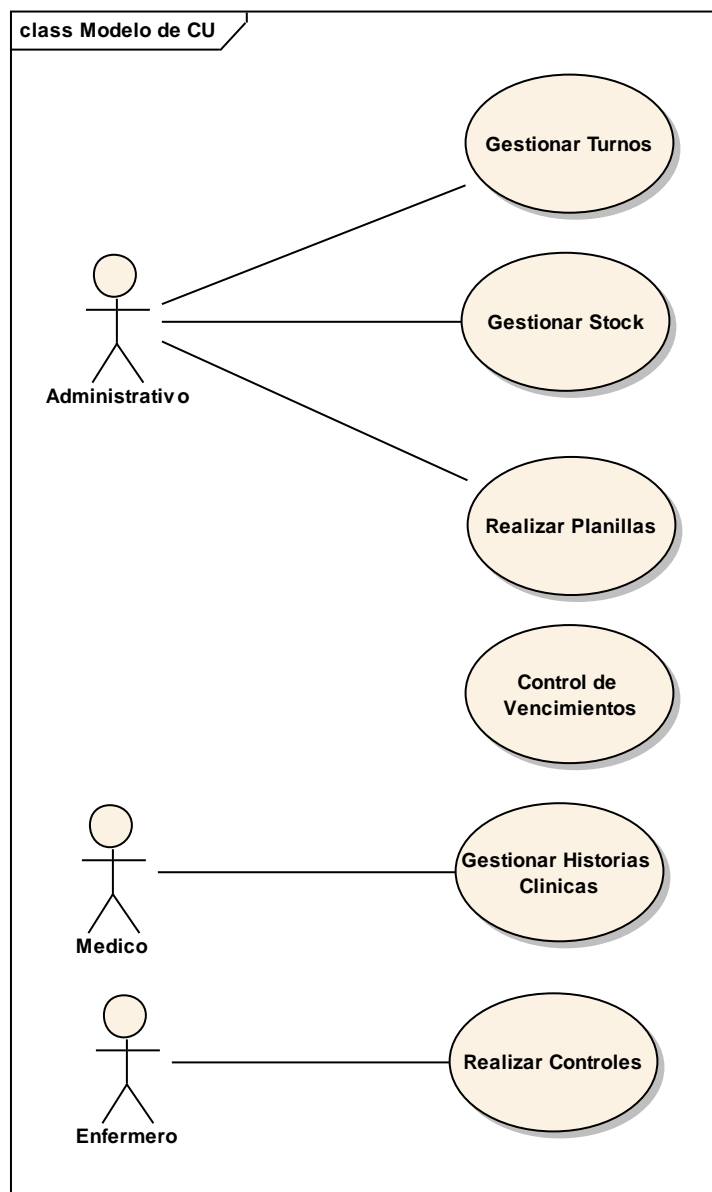 class Modelo de CU
Gestionar Turnos
Gestionar Stock
Administrativo
Realizar Planillas
Control de
Vencimientos
Gestionar Historias
Clinicas
Medico
Realizar Controles
Enfermero